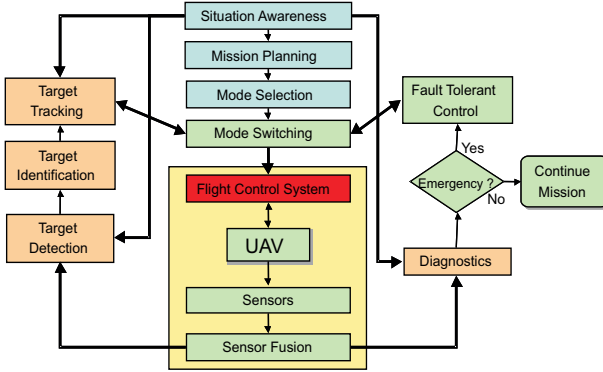 Situation Awareness
Mission Planning
Mode Selection
Mode Switching
Target
Tracking
Target
Identification
Target
Detection
Flight Control System
UAV
Sensors
Sensor Fusion
Fault Tolerant
Control
Yes
Emergency ?
No
Continue
Mission
Diagnostics